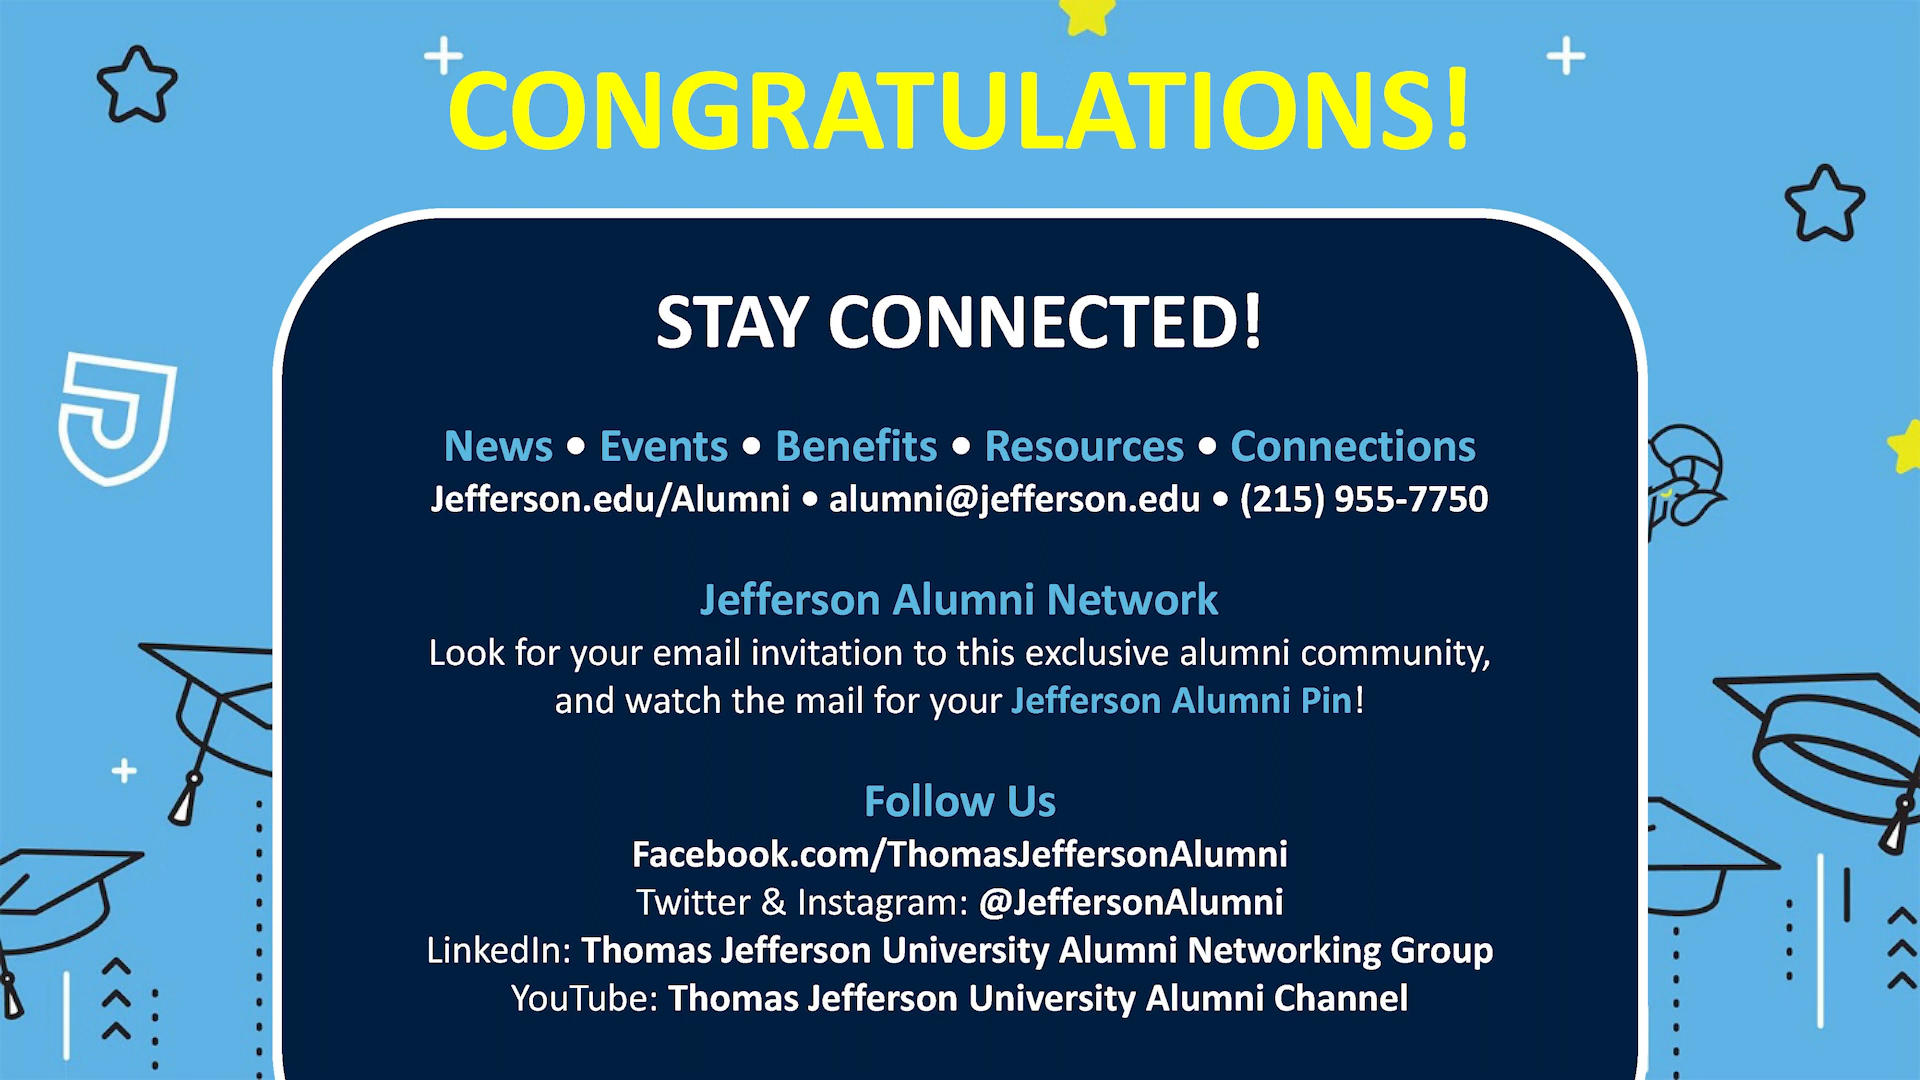 CONGRATULATIONS!
STAY CONNECTED!
News • Events • Benefits • Resources • Connections
Jefferson.edu/Alumni • alumni@jefferson.edu • (215) 955-7750
Jefferson Alumni Network
Look for your email invitation to this exclusive alumni community,
and watch the mail for your Jefferson Alumni Pin!
Follow Us
Facebook.com/ThomasJeffersonAlumni
Twitter & Instagram: @JeffersonAlumni
LinkedIn: Thomas Jefferson University Alumni Networking Group
YouTube: Thomas Jefferson University Alumni Channel